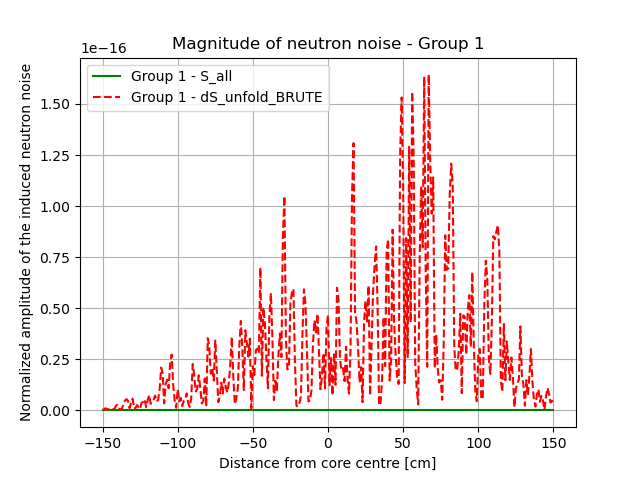 Magnitude of neutron noise - Group 1
1e−16
Group 1 - S_all
Group 1 - dS_unfold_BRUTE
Normalized amplitude of the induced neutron noise
1.50
1.25
1.00
0.75
0.50
0.25
0.00
−150 −100 −50 0 50 100 150
Distance from core centre [cm]